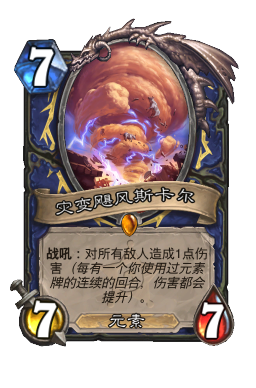 7
灾变飓风斯卡尔
战吼：对所有敌人造成1点伤
害（每有一个你使用过元素
牌的连续的回合，伤害都会
提升）。
7
元素
7